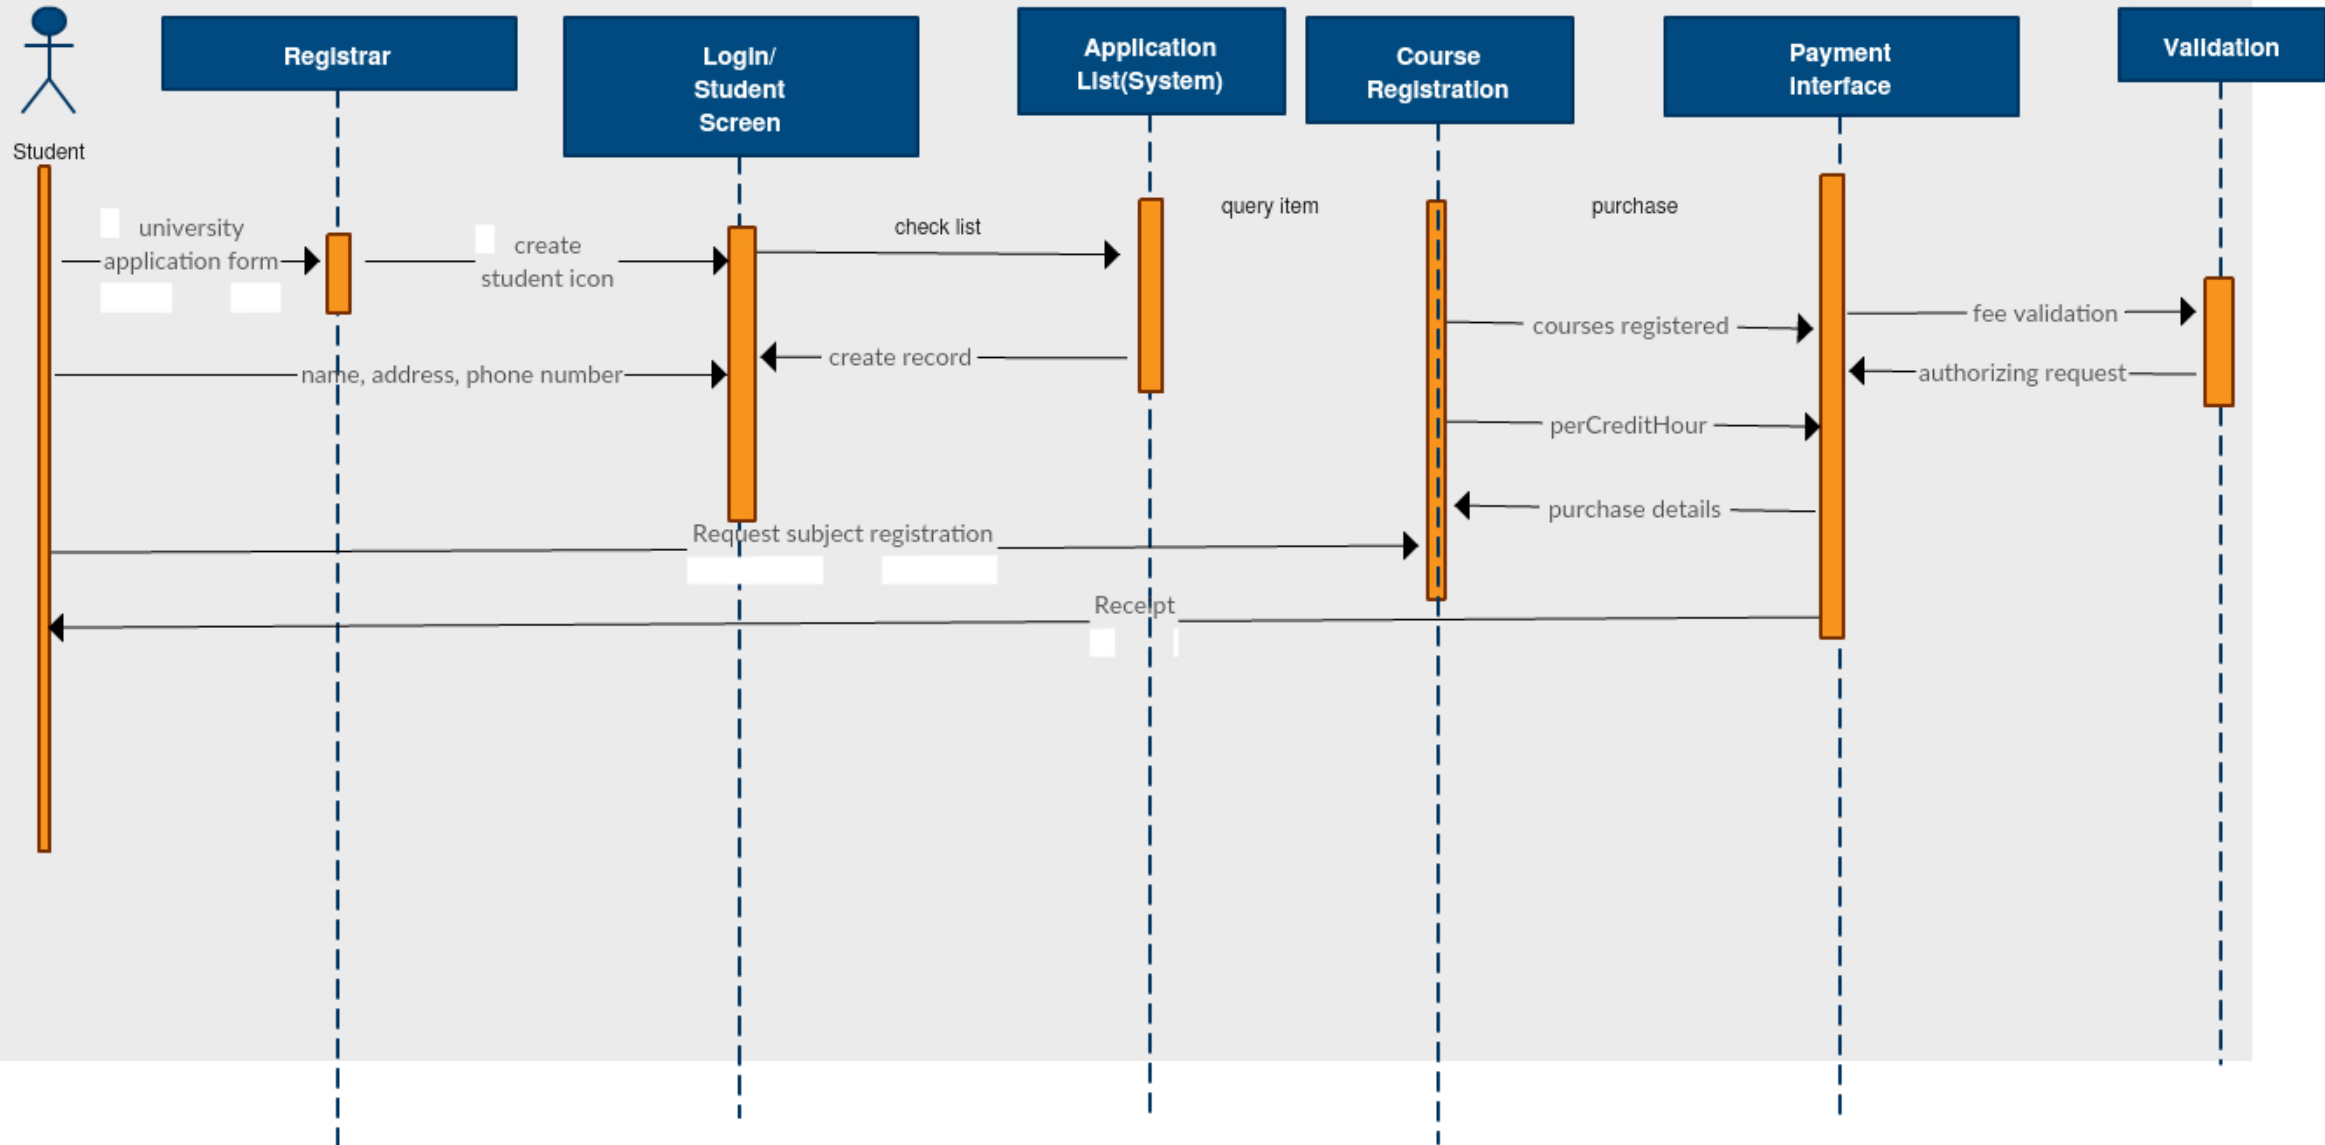 Registrar
Login/
Student
Screen
Application
List(System)
Course
Registration
Payment
Interface
Validation
Student
university
application form
create
student icon
check list
query item
purchase
courses registered
fee validation
create record
name, address, phone number
authorizing request
perCreditHour
purchase details
Request subject registration
Receipt